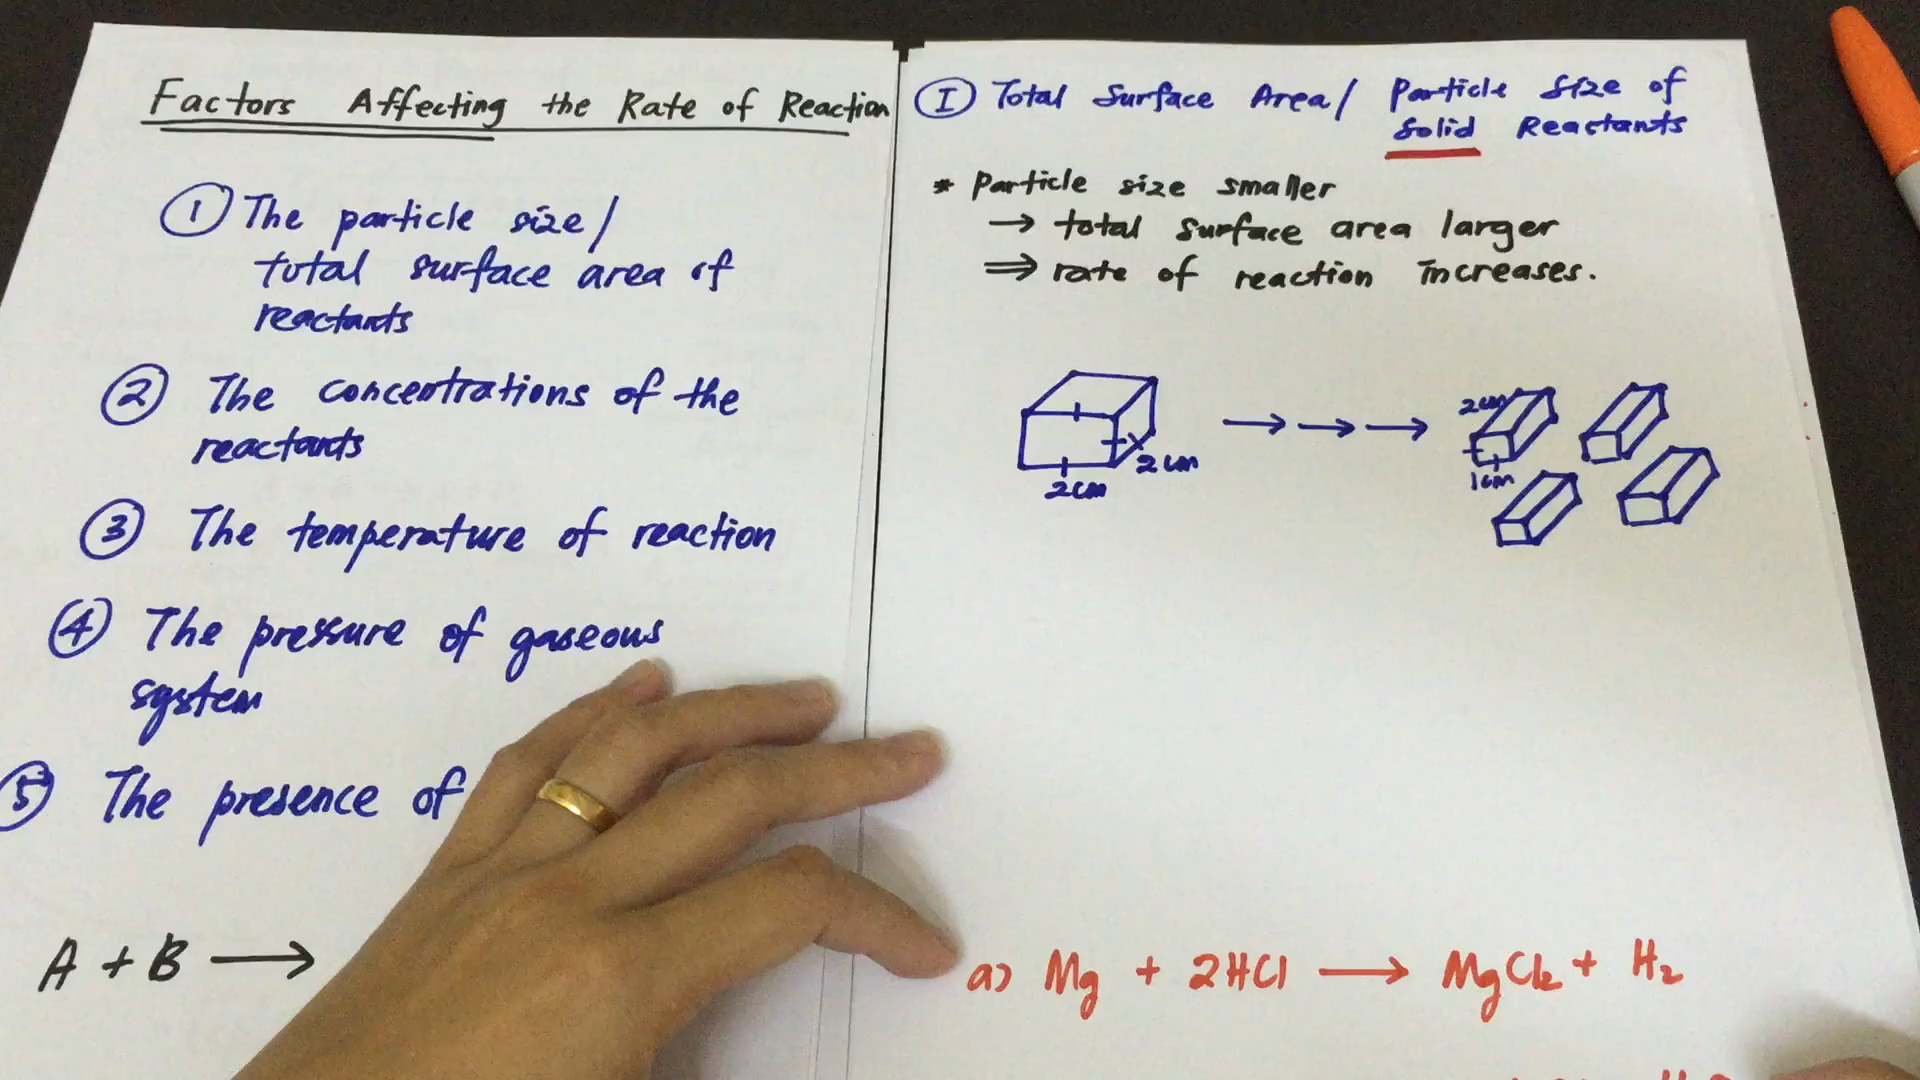 Factors Affecting the Rate of Reaction
① The particle size/
total surface area of
reactants
② The concentrations of the
reactants
③ The temperature of reaction
④ The pressure of gaseous
system
⑤ The presence of
A + B →
Ⓘ Total Surface Area/ Particle Size of
Solid Reactants
* Particle size smaller
→ total surface area larger
⇒ rate of reaction increases.
2cm
2cm
→ → →
2cm
1cm
a) Mg + 2HCl → MgCl₂ + H₂